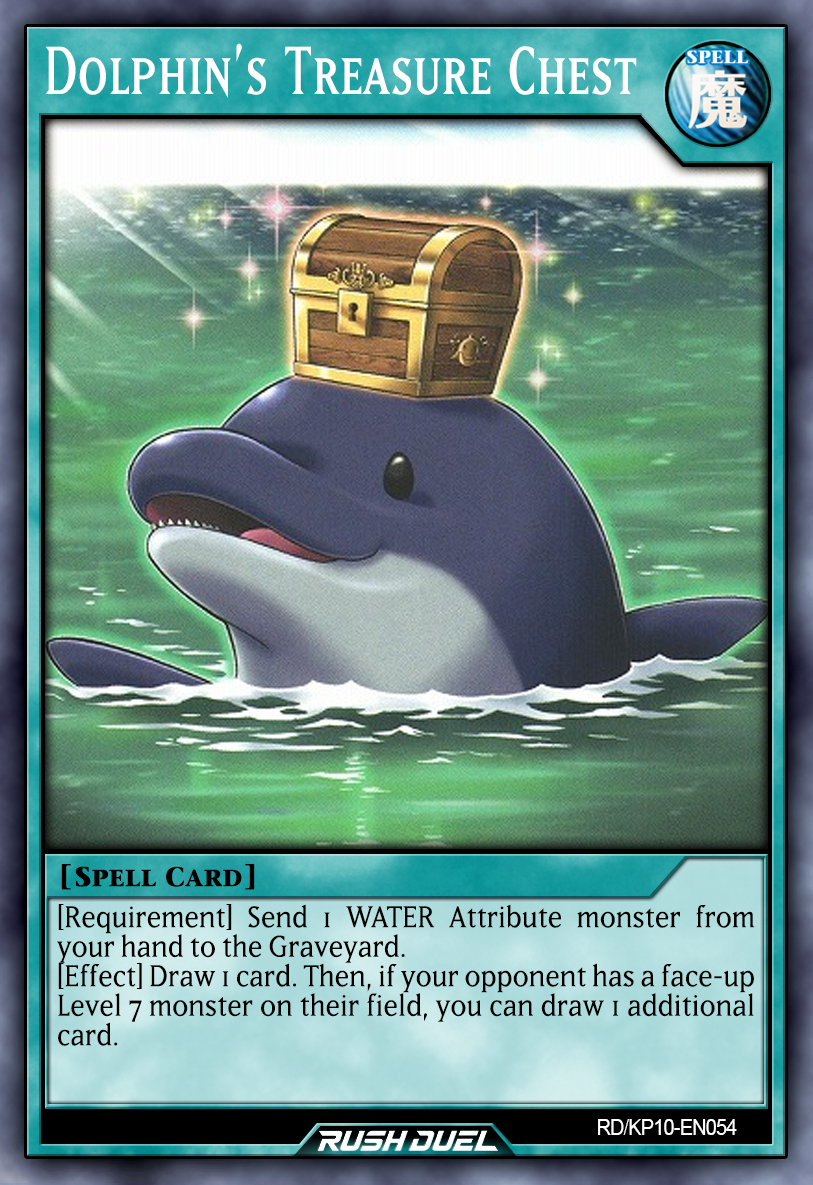 Dolphin's Treasure Chest
SPELL
魔
[Spell Card]
[Requirement] Send 1 WATER Attribute monster from
your hand to the Graveyard.
[Effect] Draw 1 card. Then, if your opponent has a face-up
Level 7 monster on their field, you can draw 1 additional
card.
RD/KP10-EN054
RUSH DUEL